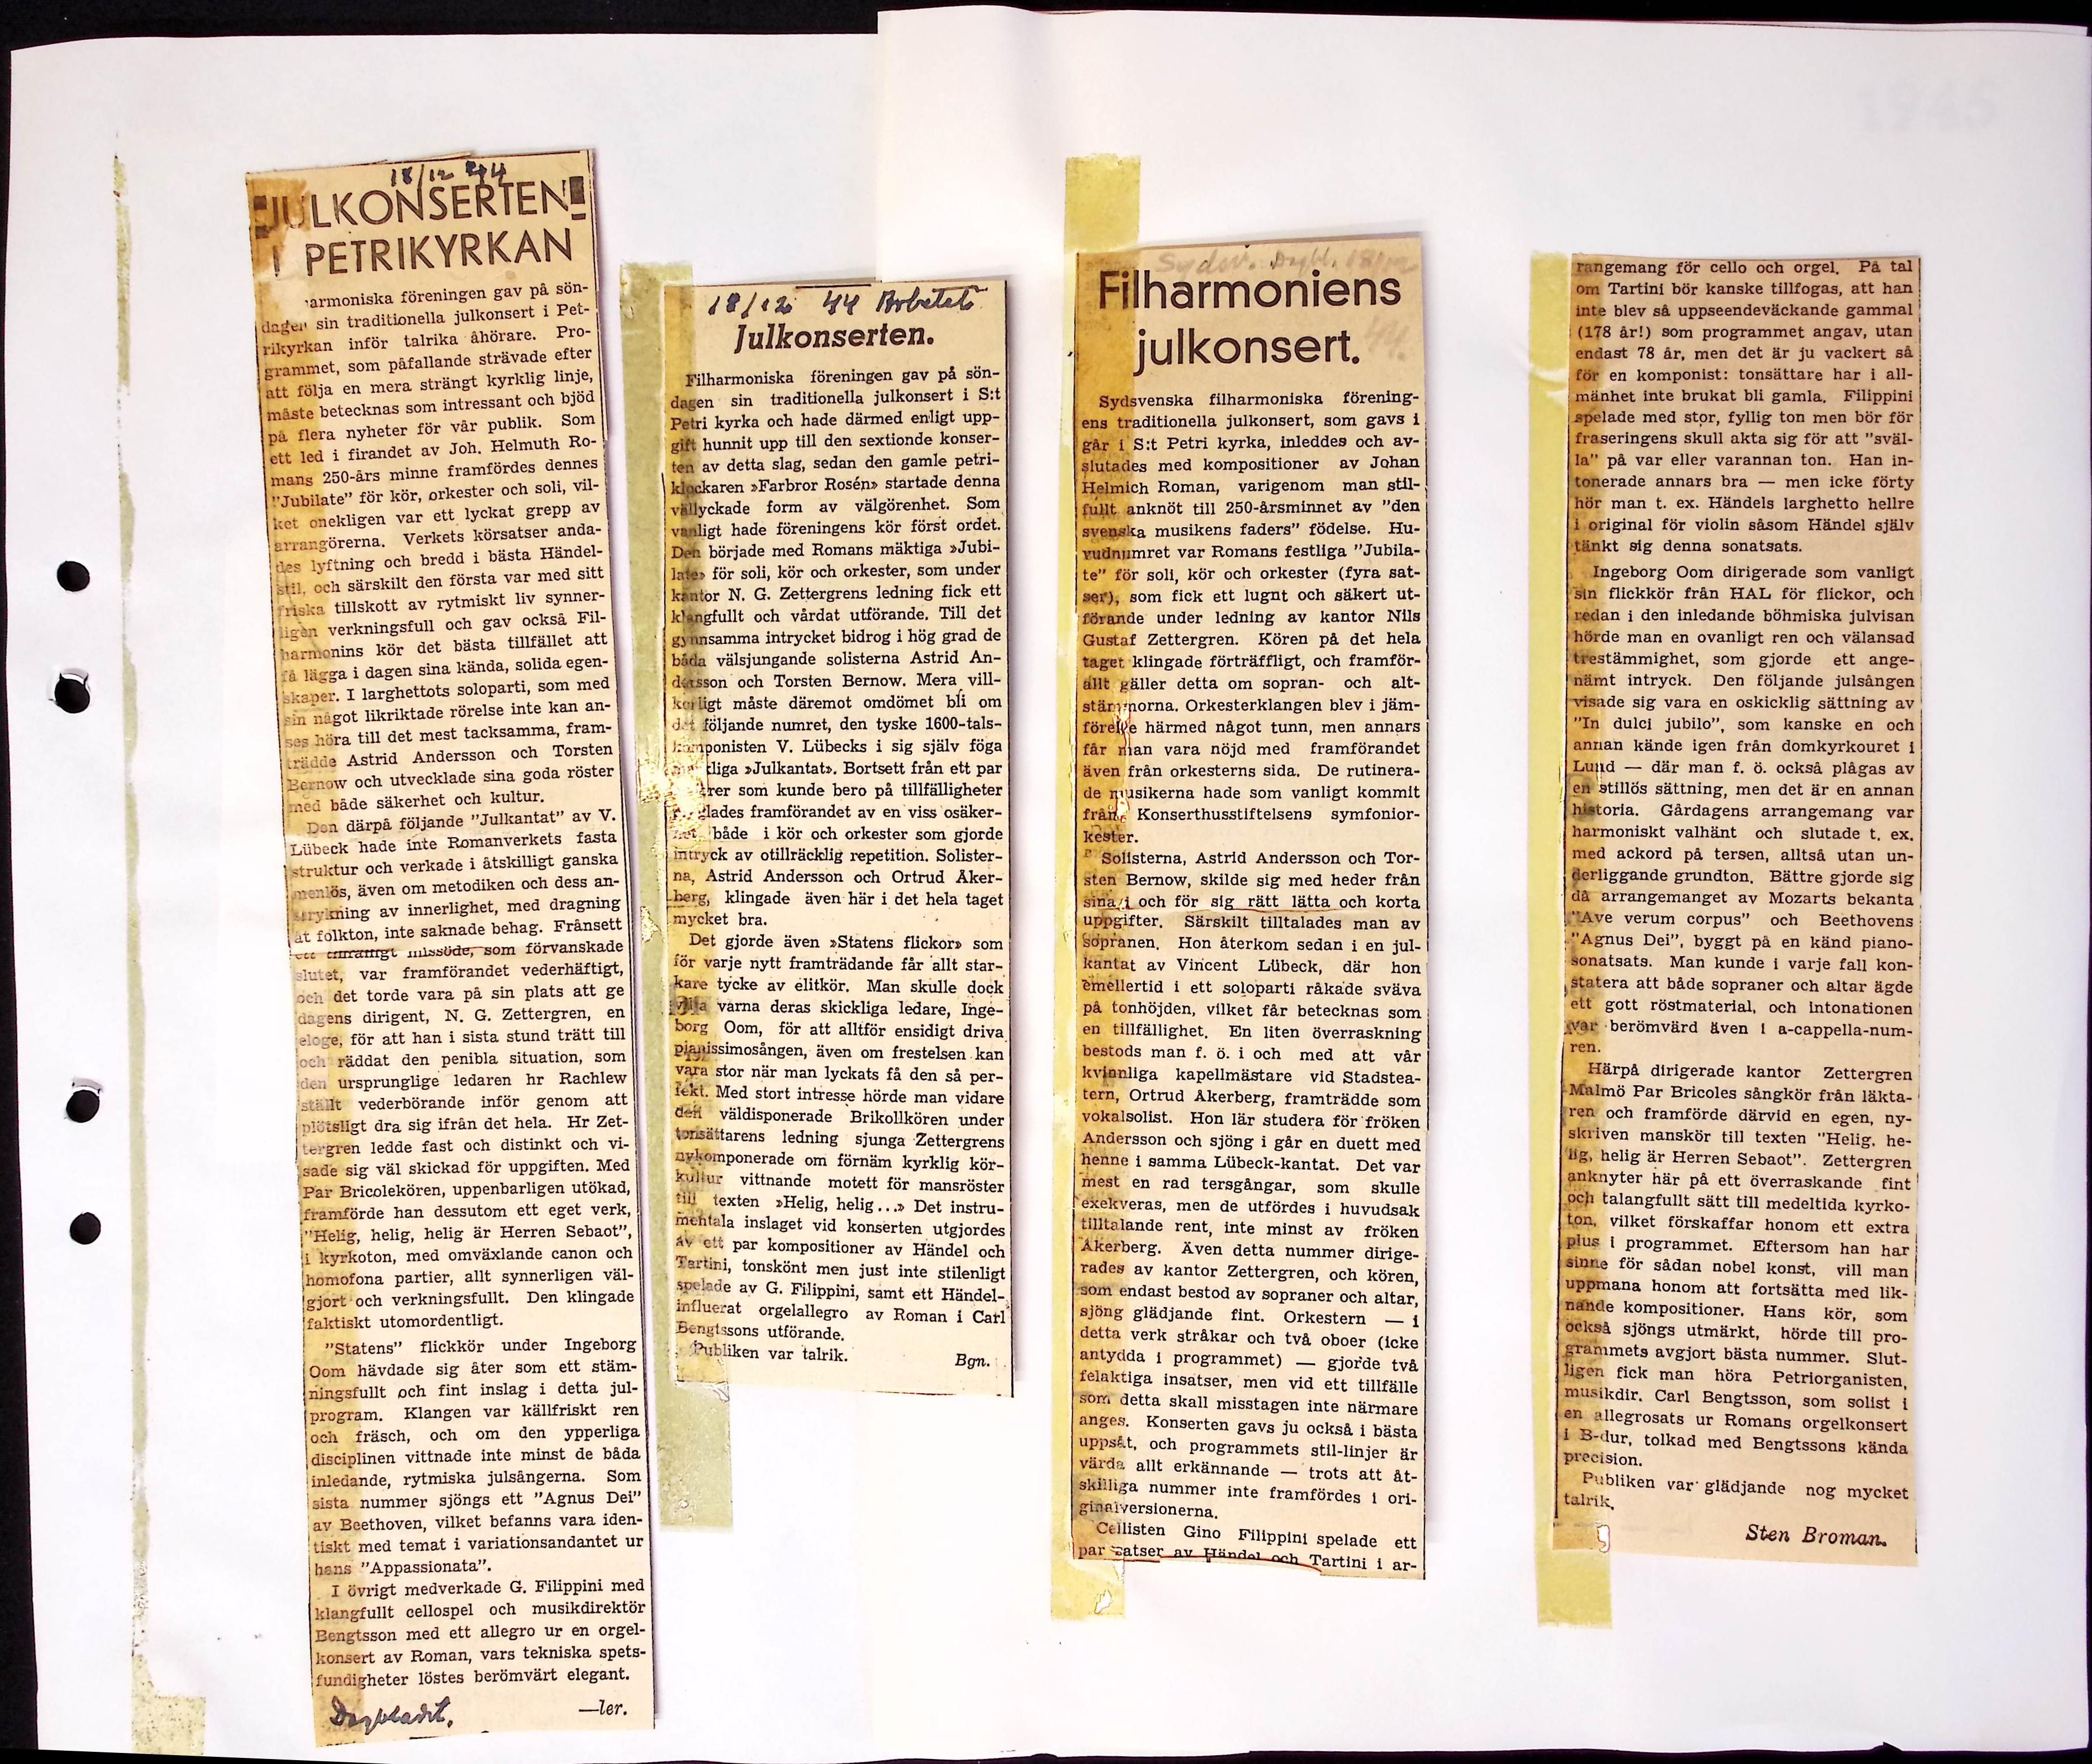 18/12 44
JULKONSERTEN
I PETRIKYRKAN
armoniska föreningen gav på sön-
dagen sin traditionella julkonsert i Pet-
rikyrkan inför talrika åhörare. Pro-
grammet, som påfallande strävade efter
att följa en mera strängt kyrklig linje,
måste betecknas som intressant och bjöd
på flera nyheter för vår publik. Som
ett led i firandet av Joh. Helmuth Ro-
mans 250-års minne framfördes dennes
"Jubilate" för kör, orkester och soli, vil-
ket onekligen var ett lyckat grepp av
arrangörerna. Verkets körsatser anda-
des lyftning och bredd i bästa Händel-
stil, och särskilt den första var med sitt
friska tillskott av rytmiskt liv synner-
ligen verkningsfull och gav också Fil-
harmonins kör det bästa tillfället att
få lägga i dagen sina kända, solida egen-
skaper. I larghettots soloparti, som med
sin något likriktade rörelse inte kan an-
ses höra till det mest tacksamma, fram-
trädde Astrid Andersson och Torsten
Bernow och utvecklade sina goda röster
med både säkerhet och kultur.
Den därpå följande "Julkantat" av V.
Lübeck hade inte Romanverkets fasta
struktur och verkade i åtskilligt ganska
menlös, även om metodiken och dess an-
strykning av innerlighet, med dragning
åt folkton, inte saknade behag. Frånsett
ett missöde, som förvanskade
slutet, var framförandet vederhäftigt,
och det torde vara på sin plats att ge
dagens dirigent, N. G. Zettergren, en
eloge, för att han i sista stund trätt till
och räddat den penibla situation, som
den ursprunglige ledaren hr Rachlew
ställt vederbörande inför genom att
plötsligt dra sig ifrån det hela. Hr Zet-
tergren ledde fast och distinkt och vi-
sade sig väl skickad för uppgiften. Med
Par Bricolekören, uppenbarligen utökad,
framförde han dessutom ett eget verk,
"Helig, helig, helig är Herren Sebaot",
i kyrkoton, med omväxlande canon och
homofona partier, allt synnerligen väl-
gjort och verkningsfullt. Den klingade
faktiskt utomordentligt.
"Statens" flickkör under Ingeborg
Oom hävdade sig åter som ett stäm-
ningsfullt och fint inslag i detta jul-
program. Klangen var källfriskt ren
och fräsch, och om den ypperliga
disciplinen vittnade inte minst de båda
inledande, rytmiska julsångerna. Som
sista nummer sjöngs ett "Agnus Dei"
av Beethoven, vilket befanns vara iden-
tiskt med temat i variationsandantet ur
hans "Appassionata".
I övrigt medverkade G. Filippini med
klangfullt cellospel och musikdirektör
Bengtsson med ett allegro ur en orgel-
konsert av Roman, vars tekniska spets-
fundigheter löstes berömvärt elegant.
—ler.
Dagbladet.
18/12 44 Arbetet
Julkonserten.
Filharmoniska föreningen gav på sön-
dagen sin traditionella julkonsert i S:t
Petri kyrka och hade därmed enligt upp-
gift hunnit upp till den sextionde konser-
ten av detta slag, sedan den gamle petri-
klockaren »Farbror Rosén» startade denna
vällyckade form av välgörenhet. Som
vanligt hade föreningens kör först ordet.
Den började med Romans mäktiga »Jubi-
late» för soli, kör och orkester, som under
kantor N. G. Zettergrens ledning fick ett
klangfullt och vårdat utförande. Till det
gynnsamma intrycket bidrog i hög grad de
båda välsjungande solisterna Astrid An-
dersson och Torsten Bernow. Mera vill-
korligt måste däremot omdömet bli om
det följande numret, den tyske 1600-tals-
komponisten V. Lübecks i sig själv föga
märkliga »Julkantat». Bortsett från ett par
rer som kunde bero på tillfälligheter
präglades framförandet av en viss osäker-
het både i kör och orkester som gjorde
intryck av otillräcklig repetition. Solister-
na, Astrid Andersson och Ortrud Åker-
berg, klingade även här i det hela taget
mycket bra.
Det gjorde även »Statens flickor» som
för varje nytt framträdande får allt star-
kare tycke av elitkör. Man skulle dock
vilja varna deras skickliga ledare, Inge-
borg Oom, för att alltför ensidigt driva
pianissimosången, även om frestelsen kan
vara stor när man lyckats få den så per-
fekt. Med stort intresse hörde man vidare
den väldisponerade Brikollkören under
tonsättarens ledning sjunga Zettergrens
nykomponerade om förnäm kyrklig kör-
kultur vittnande motett för mansröster
till texten »Helig, helig...» Det instru-
mentala inslaget vid konserten utgjordes
av ett par kompositioner av Händel och
Tartini, tonskönt men just inte stilenligt
spelade av G. Filippini, samt ett Händel-
influerat orgelallegro av Roman i Carl
Bengtssons utförande.
Publiken var talrik.
Bgn.
Sydsv. Dagbl. 18/12
44.
Filharmoniens
julkonsert.
Sydsvenska filharmoniska förening-
ens traditionella julkonsert, som gavs i
går i S:t Petri kyrka, inleddes och av-
slutades med kompositioner av Johan
Helmich Roman, varigenom man stil-
fullt anknöt till 250-årsminnet av "den
svenska musikens faders" födelse. Hu-
vudnumret var Romans festliga "Jubila-
te" för soli, kör och orkester (fyra sat-
ser), som fick ett lugnt och säkert ut-
förande under ledning av kantor Nils
Gustaf Zettergren. Kören på det hela
taget klingade förträffligt, och framför-
allt gäller detta om sopran- och alt-
stämmorna. Orkesterklangen blev i jäm-
förelse härmed något tunn, men annars
får man vara nöjd med framförandet
även från orkesterns sida. De rutinera-
de musikerna hade som vanligt kommit
från Konserthusstiftelsens symfonior-
kester.
Solisterna, Astrid Andersson och Tor-
sten Bernow, skilde sig med heder från
sina i och för sig rätt lätta och korta
uppgifter. Särskilt tilltalades man av
sopranen. Hon återkom sedan i en jul-
kantat av Vincent Lübeck, där hon
emellertid i ett soloparti råkade sväva
på tonhöjden, vilket får betecknas som
en tillfällighet. En liten överraskning
bestods man f. ö. i och med att vår
kvinnliga kapellmästare vid Stadstea-
tern, Ortrud Åkerberg, framträdde som
vokalsolist. Hon lär studera för fröken
Andersson och sjöng i går en duett med
henne i samma Lübeck-kantat. Det var
mest en rad tersgångar, som skulle
exekveras, men de utfördes i huvudsak
tilltalande rent, inte minst av fröken
Åkerberg. Även detta nummer dirige-
rades av kantor Zettergren, och kören,
som endast bestod av sopraner och altar,
sjöng glädjande fint. Orkestern — i
detta verk stråkar och två oboer (icke
antydda i programmet) — gjorde två
felaktiga insatser, men vid ett tillfälle
som detta skall misstagen inte närmare
anges. Konserten gavs ju också i bästa
uppsåt, och programmets stil-linjer är
värda allt erkännande — trots att åt-
skilliga nummer inte framfördes i ori-
ginalversionerna.
Cellisten Gino Filippini spelade ett
par satser av Händel och Tartini i ar-
rangemang för cello och orgel. På tal
om Tartini bör kanske tillfogas, att han
inte blev så uppseendeväckande gammal
(178 år!) som programmet angav, utan
endast 78 år, men det är ju vackert så
för en komponist: tonsättare har i all-
mänhet inte brukat bli gamla. Filippini
spelade med stor, fyllig ton men bör för
fraseringens skull akta sig för att "sväl-
la" på var eller varannan ton. Han in-
tonerade annars bra — men icke förty
hör man t. ex. Händels larghetto hellre
i original för violin såsom Händel själv
tänkt sig denna sonatsats.
Ingeborg Oom dirigerade som vanligt
sin flickkör från HAL för flickor, och
redan i den inledande böhmiska julvisan
hörde man en ovanligt ren och välansad
trestämmighet, som gjorde ett ange-
nämt intryck. Den följande julsången
visade sig vara en oskicklig sättning av
"In dulci jubilo", som kanske en och
annan kände igen från domkyrkouret i
Lund — där man f. ö. också plågas av
en stillös sättning, men det är en annan
historia. Gårdagens arrangemang var
harmoniskt valhänt och slutade t. ex.
med ackord på tersen, alltså utan un-
derliggande grundton. Bättre gjorde sig
då arrangemanget av Mozarts bekanta
"Ave verum corpus" och Beethovens
"Agnus Dei", byggt på en känd piano-
sonatsats. Man kunde i varje fall kon-
statera att både sopraner och altar ägde
ett gott röstmaterial, och intonationen
var berömvärd även i a-cappella-num-
ren.
Härpå dirigerade kantor Zettergren
Malmö Par Bricoles sångkör från läkta-
ren och framförde därvid en egen, ny-
skriven manskör till texten "Helig, he-
lig, helig är Herren Sebaot". Zettergren
anknyter här på ett överraskande fint
och talangfullt sätt till medeltida kyrko-
ton, vilket förskaffar honom ett extra
plus i programmet. Eftersom han har
sinne för sådan nobel konst, vill man
uppmana honom att fortsätta med lik-
nande kompositioner. Hans kör, som
också sjöngs utmärkt, hörde till pro-
grammets avgjort bästa nummer. Slut-
ligen fick man höra Petriorganisten,
musikdir. Carl Bengtsson, som solist i
en allegrosats ur Romans orgelkonsert
i B-dur, tolkad med Bengtssons kända
precision.
Publiken var glädjande nog mycket
talrik.
Sten Broman.
1945